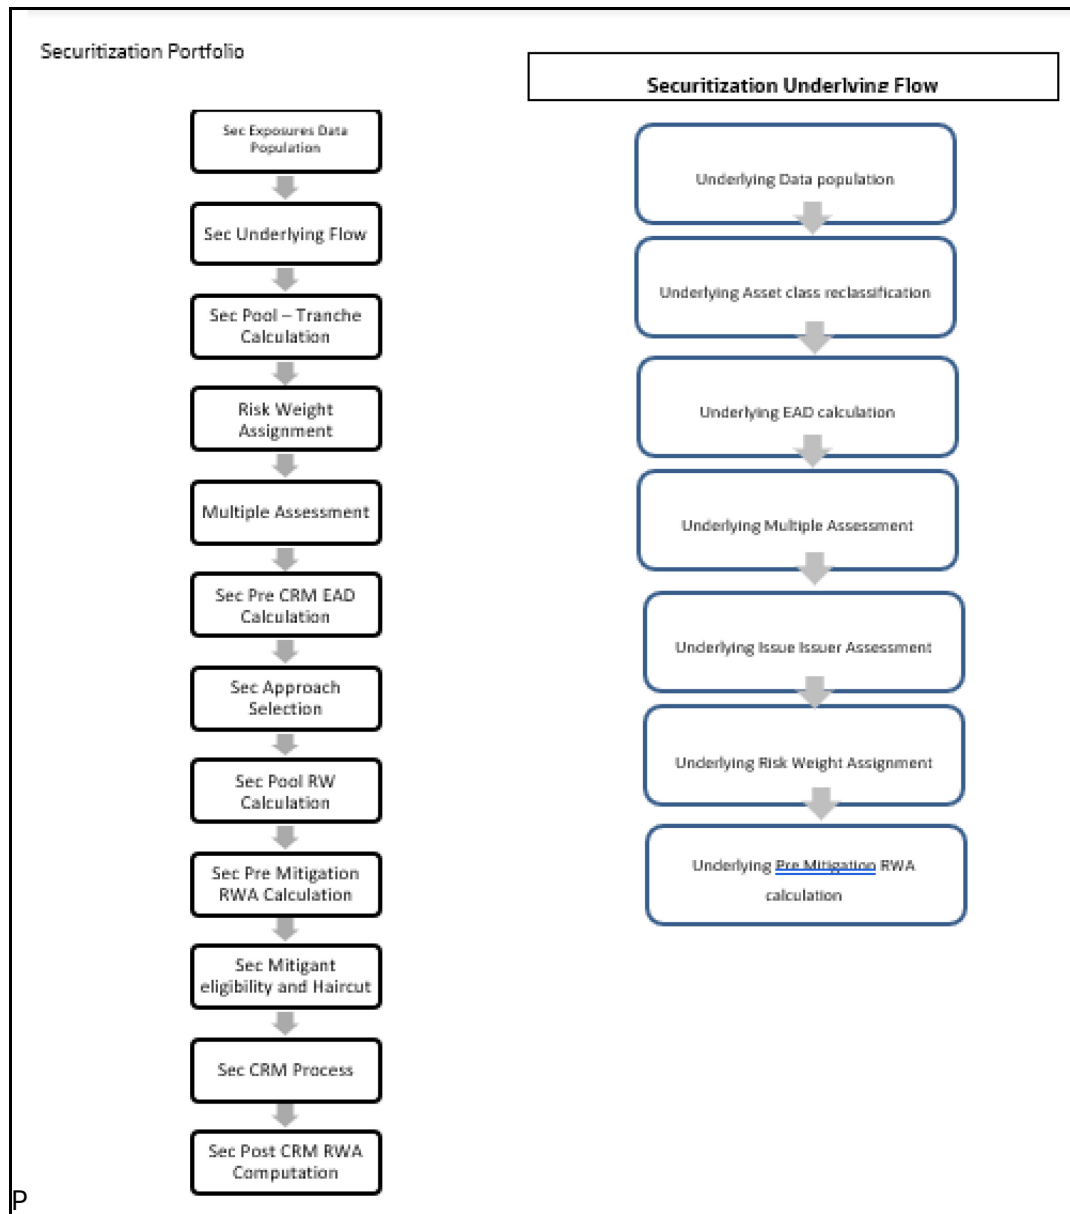 Securitization Portfolio
Sec Exposures Data
Population
Sec Underlying Flow
Sec Pool – Tranche
Calculation
Risk Weight
Assignment
Multiple Assessment
Sec Pre CRM EAD
Calculation
Sec Approach
Selection
Sec Pool RW
Calculation
Sec Pre Mitigation
RWA Calculation
Sec Mitigant
eligibility and Haircut
Sec CRM Process
Sec Post CRM RWA
Computation
Securitization Underlying Flow
Underlying Data population
Underlying Asset class reclassification
Underlying EAD calculation
Underlying Multiple Assessment
Underlying Issue Issuer Assessment
Underlying Risk Weight Assignment
Underlying Pre Mitigation RWA
calculation
P